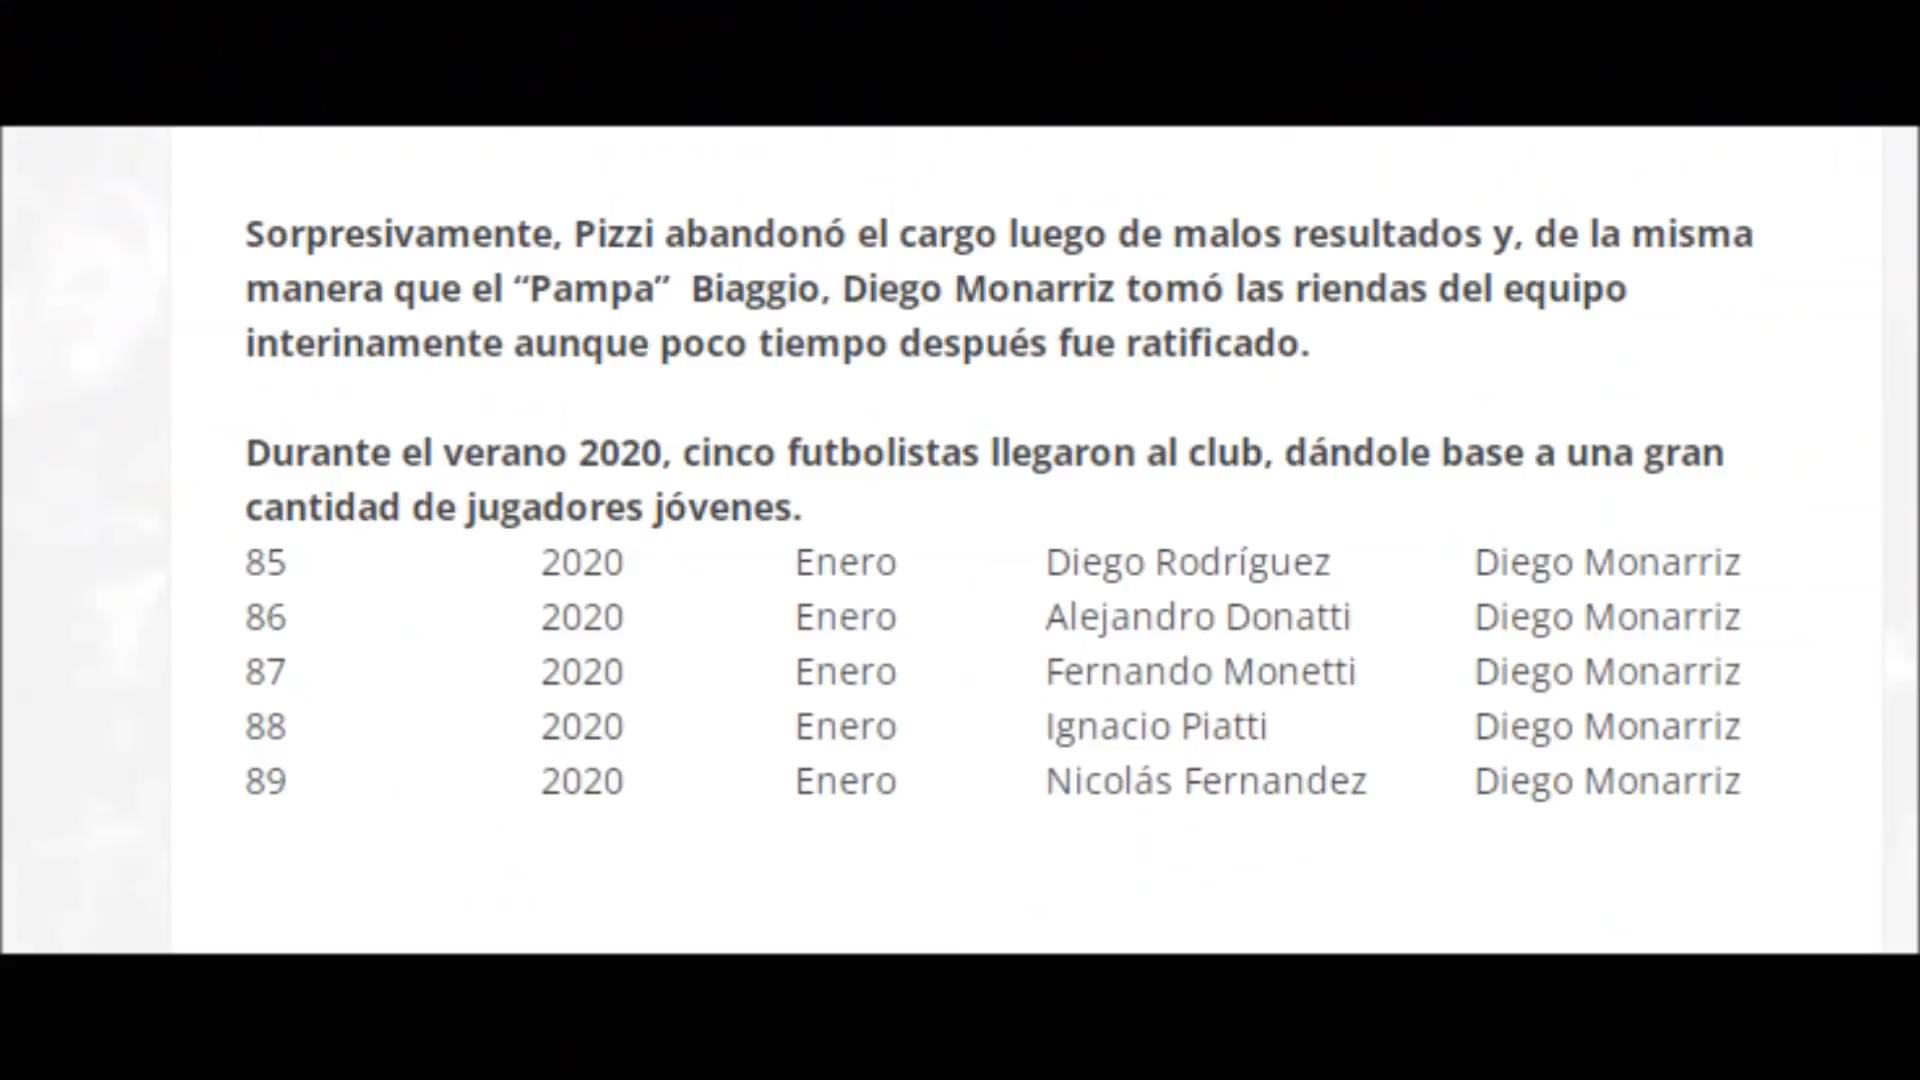 Sorpresivamente, Pizzi abandonó el cargo luego de malos resultados y, de la misma
manera que el “Pampa”  Biaggio, Diego Monarriz tomó las riendas del equipo
interinamente aunque poco tiempo después fue ratificado.
Durante el verano 2020, cinco futbolistas llegaron al club, dándole base a una gran
cantidad de jugadores jóvenes.
85 2020 Enero Diego Rodríguez Diego Monarriz
86 2020 Enero Alejandro Donatti Diego Monarriz
87 2020 Enero Fernando Monetti Diego Monarriz
88 2020 Enero Ignacio Piatti Diego Monarriz
89 2020 Enero Nicolás Fernandez Diego Monarriz